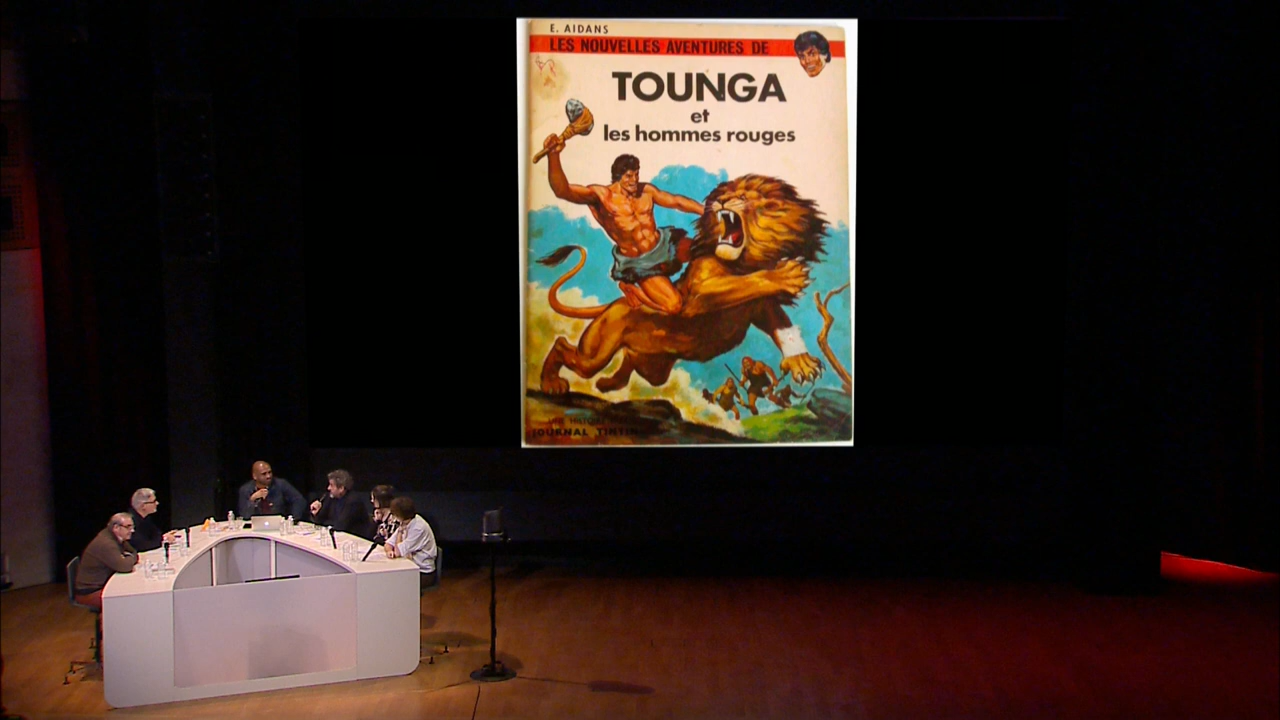 E. AIDANS
LES NOUVELLES AVENTURES DE
TOUNGA
et
les hommes rouges
JOURNAL TINTIN